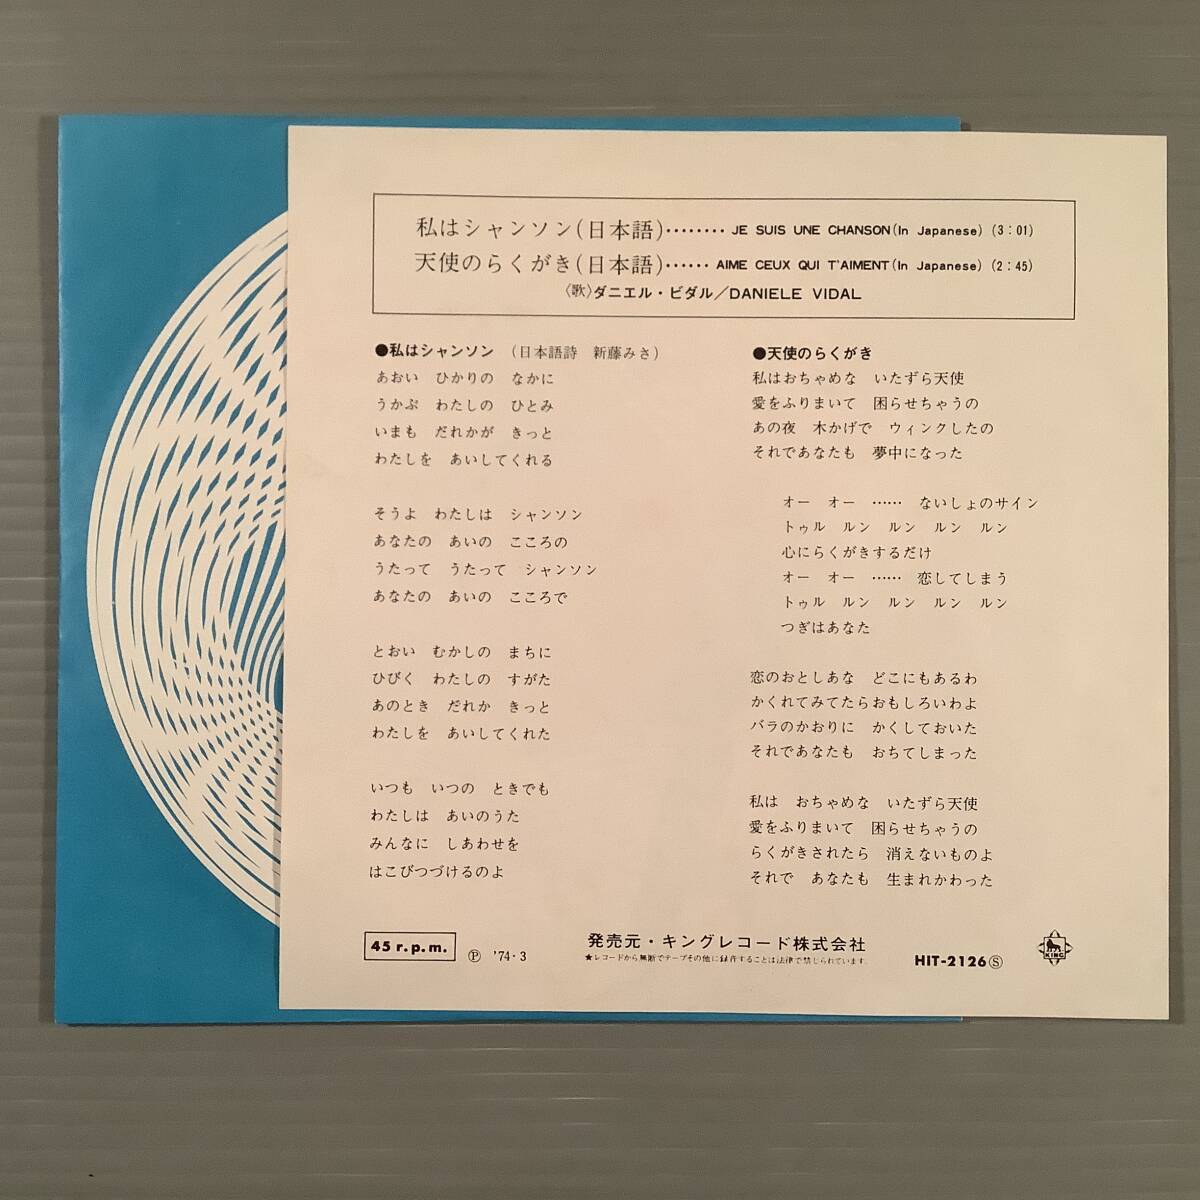 私はシャンソン(日本語)‥‥‥‥ JE SUIS UNE CHANSON(In Japanese) (3:01)
天使のらくがき(日本語)‥‥‥ AIME CEUX QUI T'AIMENT(In Japanese) (2:45)
〈歌〉ダニエル・ビダル/DANIELE VIDAL
●私はシャンソン (日本語詩 新藤みさ)
あおい ひかりの なかに
うかぶ わたしの ひとみ
いまも だれかが きっと
わたしを あいしてくれる
そうよ わたしは シャンソン
あなたの あいの こころの
うたって うたって シャンソン
あなたの あいの こころで
とおい むかしの まちに
ひびく わたしの すがた
あのとき だれか きっと
わたしを あいしてくれた
いつも いつの ときでも
わたしは あいのうた
みんなに しあわせを
はこびつづけるのよ
●天使のらくがき
私はおちゃめな いたずら天使
愛をふりまいて 困らせちゃうの
あの夜 木かげで ウィンクしたの
それであなたも 夢中になった
オー オー …… ないしょのサイン
トゥル ルン ルン ルン ルン
心にらくがきするだけ
オー オー …… 恋してしまう
トゥル ルン ルン ルン ルン
つぎはあなた
恋のおとしあな どこにもあるわ
かくれてみてたらおもしろいわよ
バラのかおりに かくしておいた
それであなたも おちてしまった
私は おちゃめな いたずら天使
愛をふりまいて 困らせちゃうの
らくがきされたら 消えないものよ
それで あなたも 生まれかわった
45 r.p.m. Ⓟ '74・3
発売元・キングレコード株式会社
★レコードから無断でテープその他に録音することは法律で禁じられています.
HIT-2126Ⓢ
KING